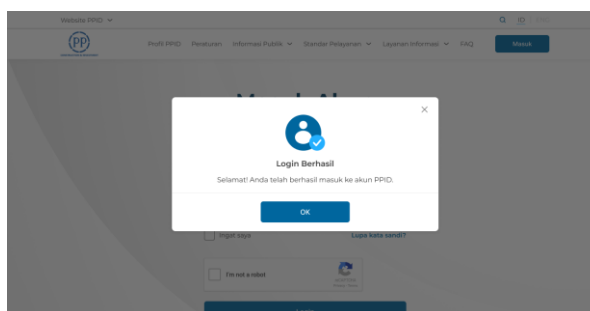 Website PPID
ID
Profil PPID Peraturan Informasi Publik Standar Pelayanan Layanan Informasi FAQ Masuk
PP
Login Berhasil
Selamat! Anda telah berhasil masuk ke akun PPID.
OK
Ingat saya Lupa kata sandi?
I'm not a robot